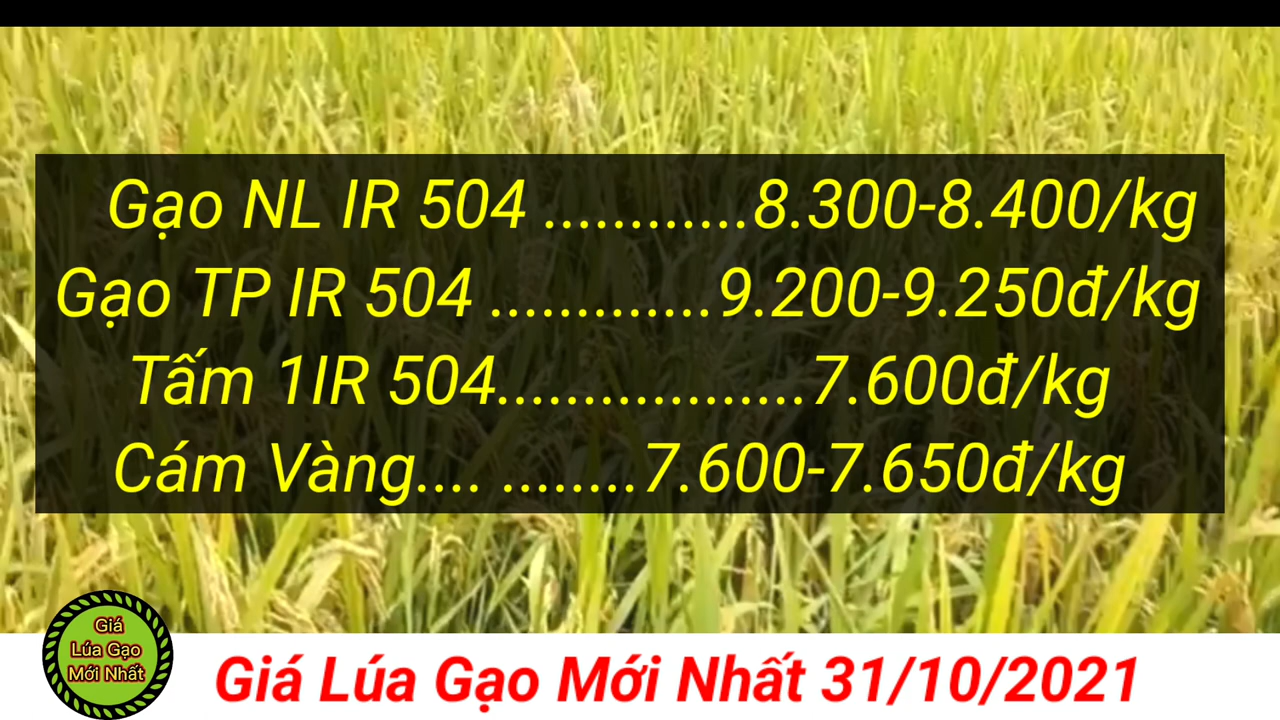 Gạo NL IR 504 ............8.300-8.400/kg
Gạo TP IR 504 .............9.200-9.250đ/kg
Tấm 1IR 504..................7.600đ/kg
Cám Vàng.... ........7.600-7.650đ/kg
Giá
Lúa Gạo
Mới Nhất
Giá Lúa Gạo Mới Nhất 31/10/2021